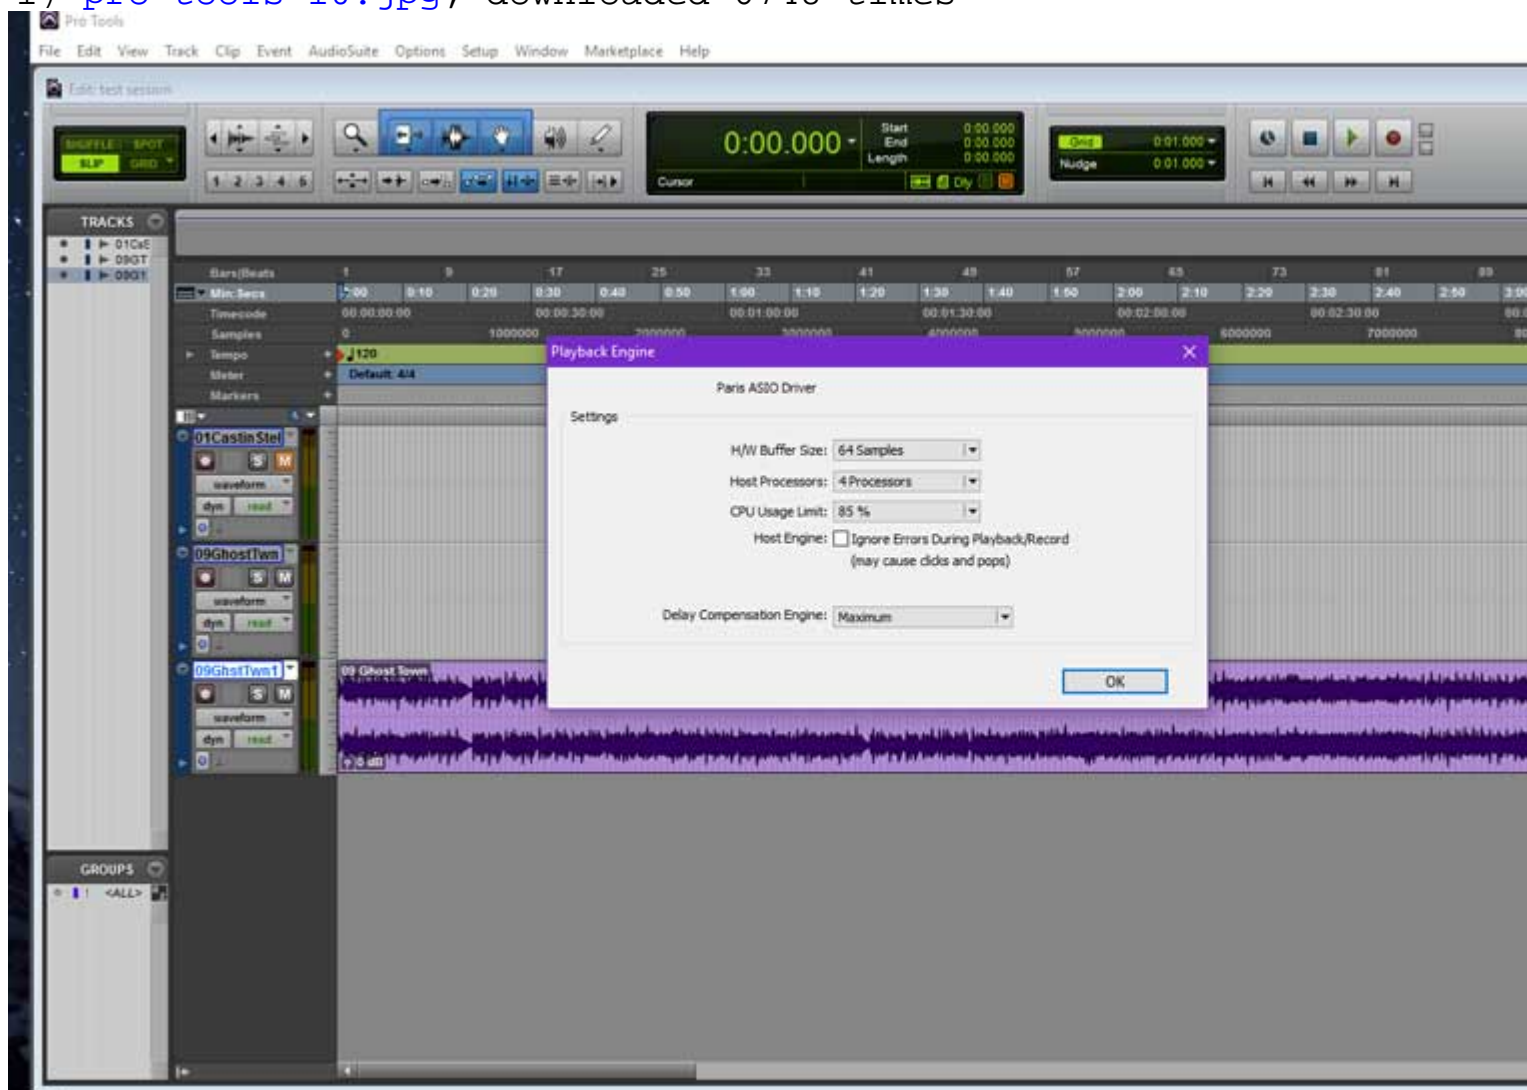 Pro Tools
File Edit View Track Clip Event AudioSuite Options Setup Window Marketplace Help
Edit: test session
SHUFFLE SPOT
SLIP GRID
1 2 3 4 5
0:00.000
Start 0:00.000
End 0:00.000
Length 0:00.000
Cursor
Dly
Grid 0:01.000
Nudge 0:01.000
TRACKS
01CaS
09GT
09G1
Bars|Beats 1 9 17 25 33 41 49 57 65 73 81 89
Min:Secs 0:10 0:20 0:30 0:40 0:50 1:00 1:10 1:20 1:30 1:40 1:50 2:00 2:10 2:20 2:30 2:40 2:50
Timecode 00:00:00:00 00:00:30:00 00:01:00:00 00:01:30:00 00:02:00:00 00:02:30:00
Samples 0 1000000 2000000 3000000 4000000 5000000 6000000 7000000
Tempo 120
Meter Default: 4/4
Markers
Playback Engine
Paris ASIO Driver
Settings
H/W Buffer Size: 64 Samples
Host Processors: 4 Processors
CPU Usage Limit: 85 %
Host Engine: Ignore Errors During Playback/Record
(may cause clicks and pops)
Delay Compensation Engine: Maximum
OK
01CastinStel
S M
waveform
dyn read
09GhostTwn
S M
waveform
dyn read
09GhstTwn1
S M
waveform
dyn read
09 Ghost Town
0 dB
GROUPS
! <ALL>